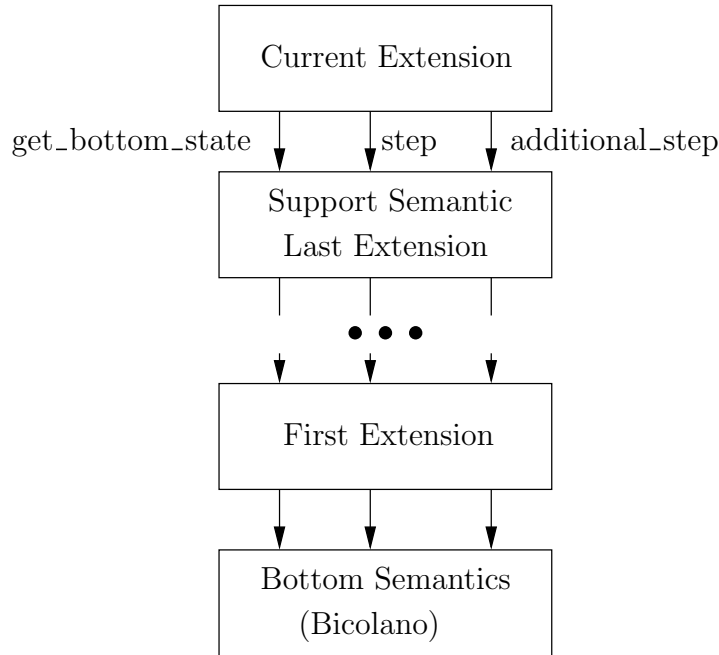 Current Extension
get_bottom_state step additional_step
Support Semantic
Last Extension
First Extension
Bottom Semantics
(Bicolano)